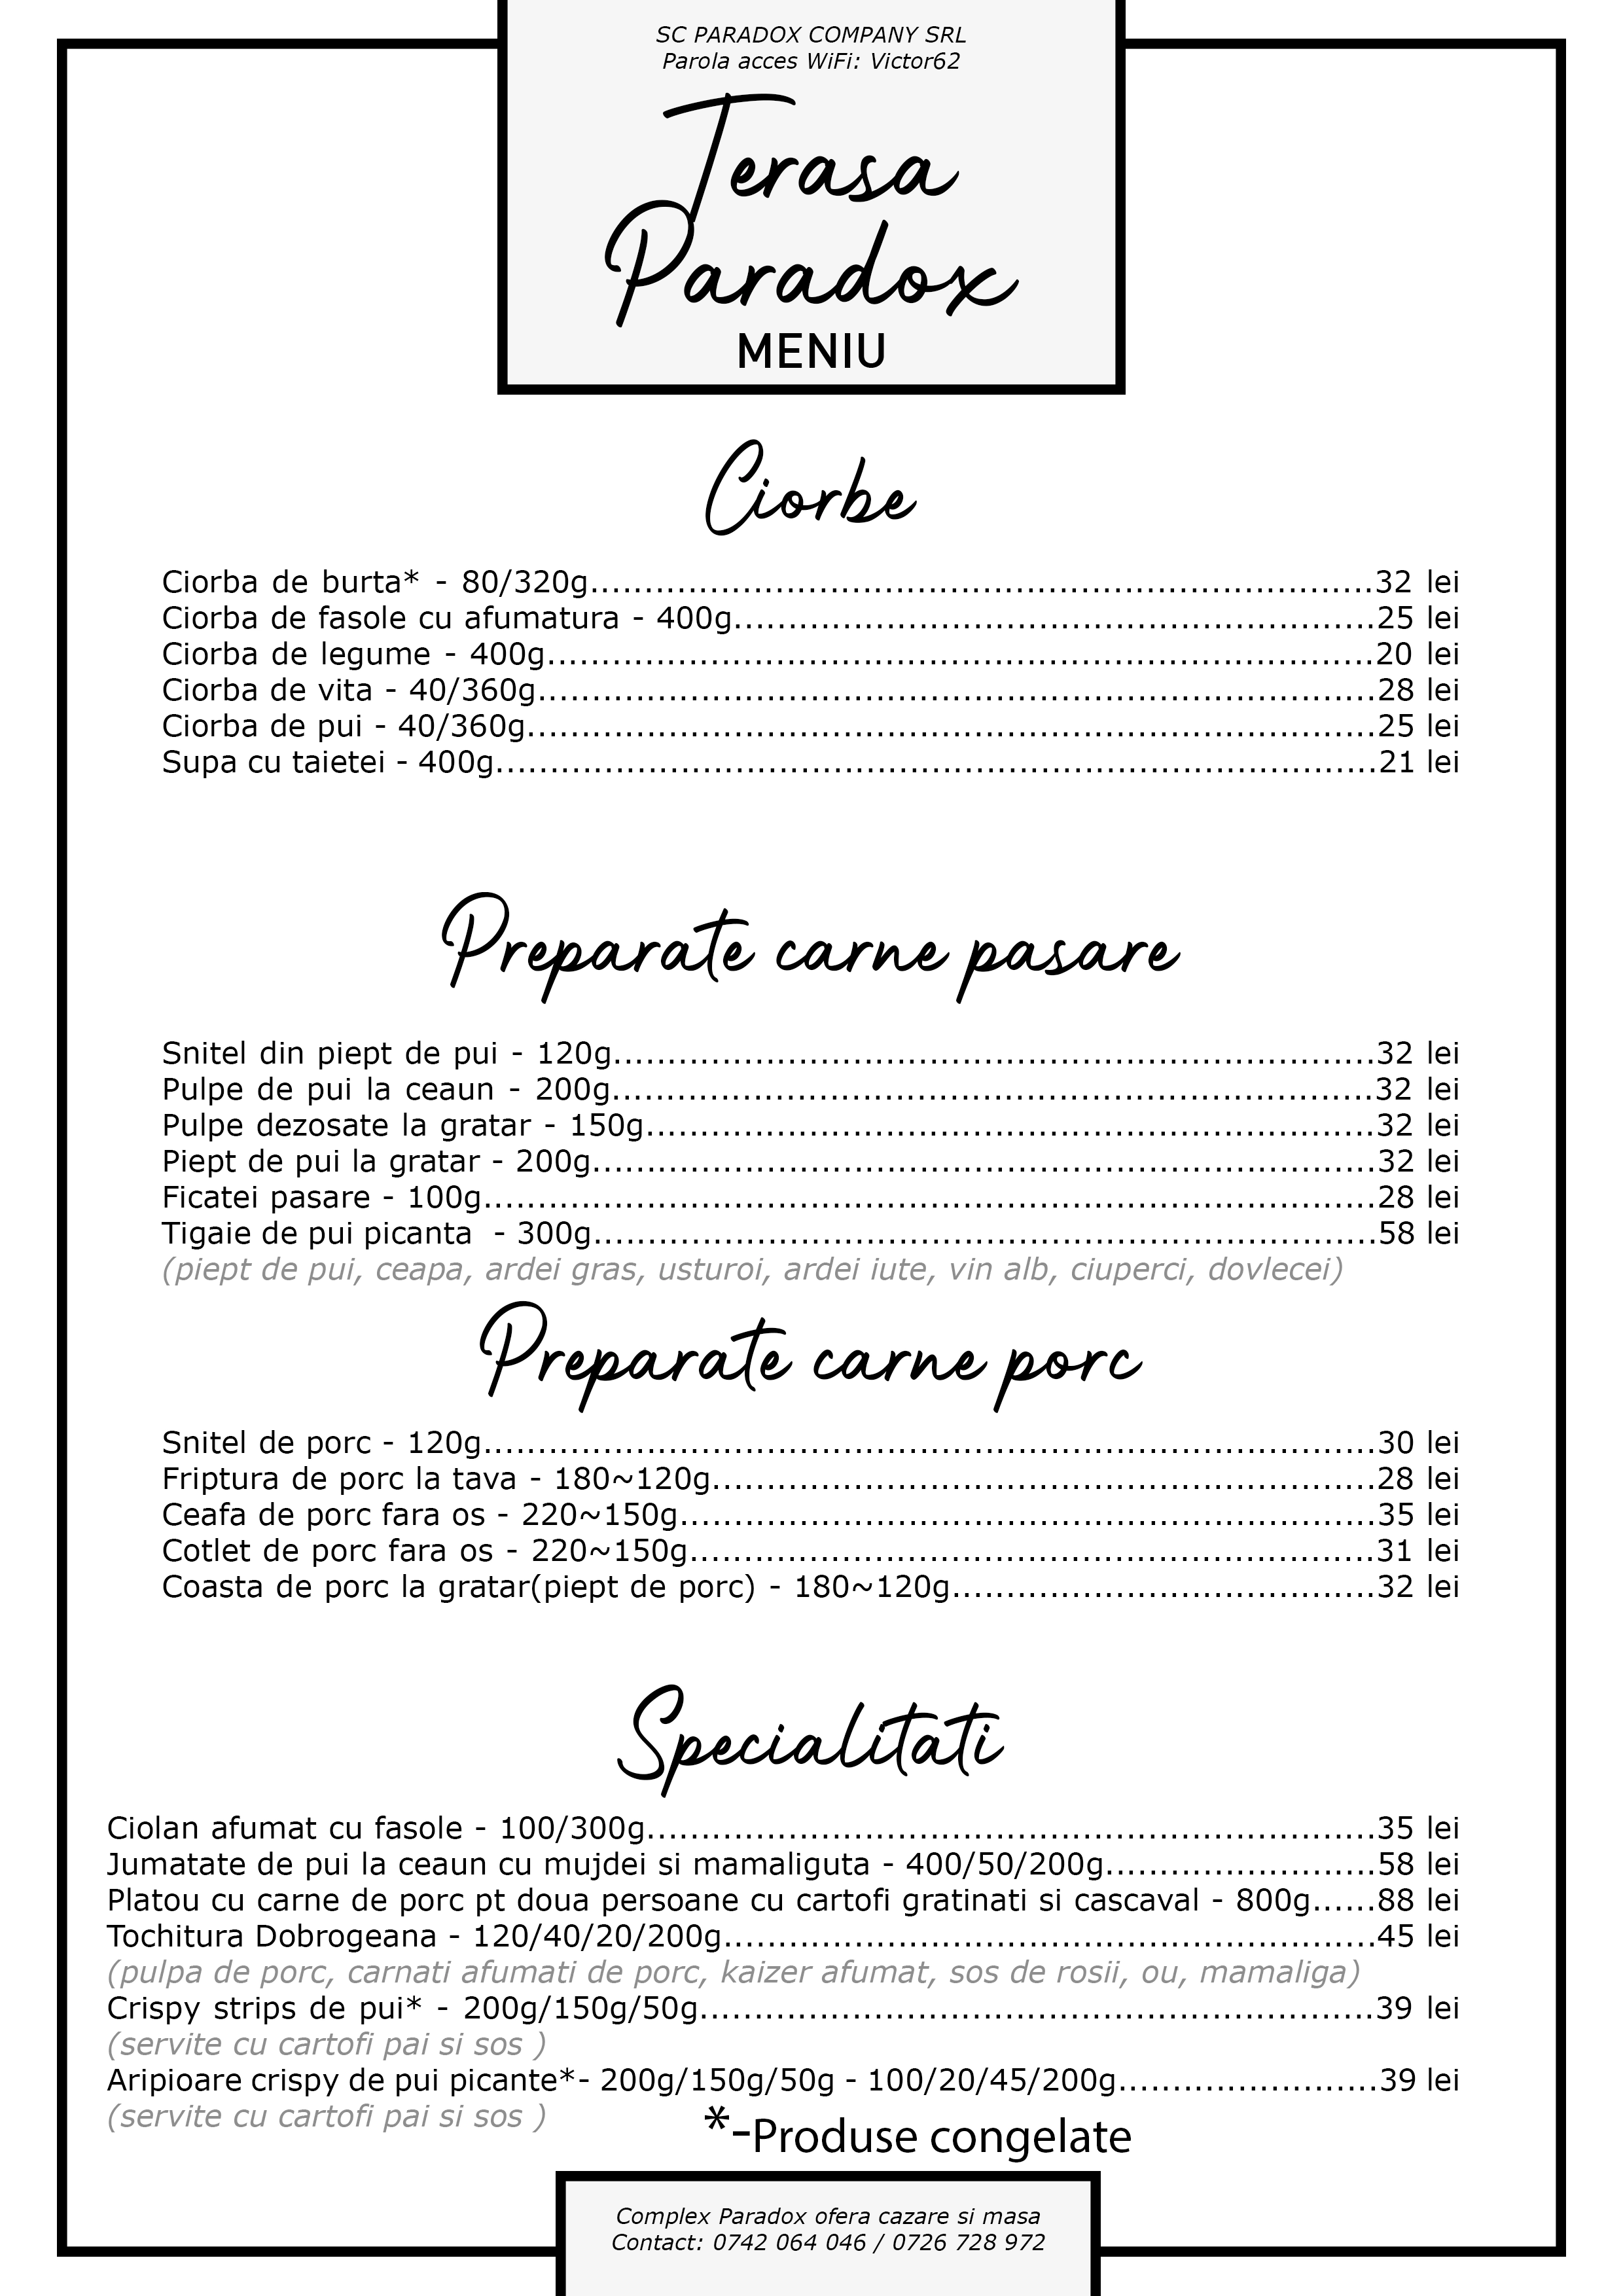 SC PARADOX COMPANY SRL
Parola acces WiFi: Victor62
Terasa
Paradox
MENIU
Ciorbe
Ciorba de burta* - 80/320g......................................................................32 lei
Ciorba de fasole cu afumatura - 400g.........................................................25 lei
Ciorba de legume - 400g..........................................................................20 lei
Ciorba de vita - 40/360g...........................................................................28 lei
Ciorba de pui - 40/360g............................................................................25 lei
Supa cu taietei - 400g...............................................................................21 lei
Preparate carne pasare
Snitel din piept de pui - 120g....................................................................32 lei
Pulpe de pui la ceaun - 200g....................................................................32 lei
Pulpe dezosate la gratar - 150g.................................................................32 lei
Piept de pui la gratar - 200g......................................................................32 lei
Ficatei pasare - 100g................................................................................28 lei
Tigaie de pui picanta  - 300g......................................................................58 lei
(piept de pui, ceapa, ardei gras, usturoi, ardei iute, vin alb, ciuperci, dovlecei)
Preparate carne porc
Snitel de porc - 120g................................................................................30 lei
Friptura de porc la tava - 180~120g...........................................................28 lei
Ceafa de porc fara os - 220~150g..............................................................35 lei
Cotlet de porc fara os - 220~150g.............................................................31 lei
Coasta de porc la gratar(piept de porc) - 180~120g......................................32 lei
Specialitati
Ciolan afumat cu fasole - 100/300g.................................................................35 lei
Jumatate de pui la ceaun cu mujdei si mamaliguta - 400/50/200g........................58 lei
Platou cu carne de porc pt doua persoane cu cartofi gratinati si cascaval - 800g......88 lei
Tochitura Dobrogeana - 120/40/20/200g..........................................................45 lei
(pulpa de porc, carnati afumati de porc, kaizer afumat, sos de rosii, ou, mamaliga)
Crispy strips de pui* - 200g/150g/50g............................................................39 lei
(servite cu cartofi pai si sos )
Aripioare crispy de pui picante*- 200g/150g/50g - 100/20/45/200g.......................39 lei
(servite cu cartofi pai si sos )
*-Produse congelate
Complex Paradox ofera cazare si masa
Contact: 0742 064 046 / 0726 728 972